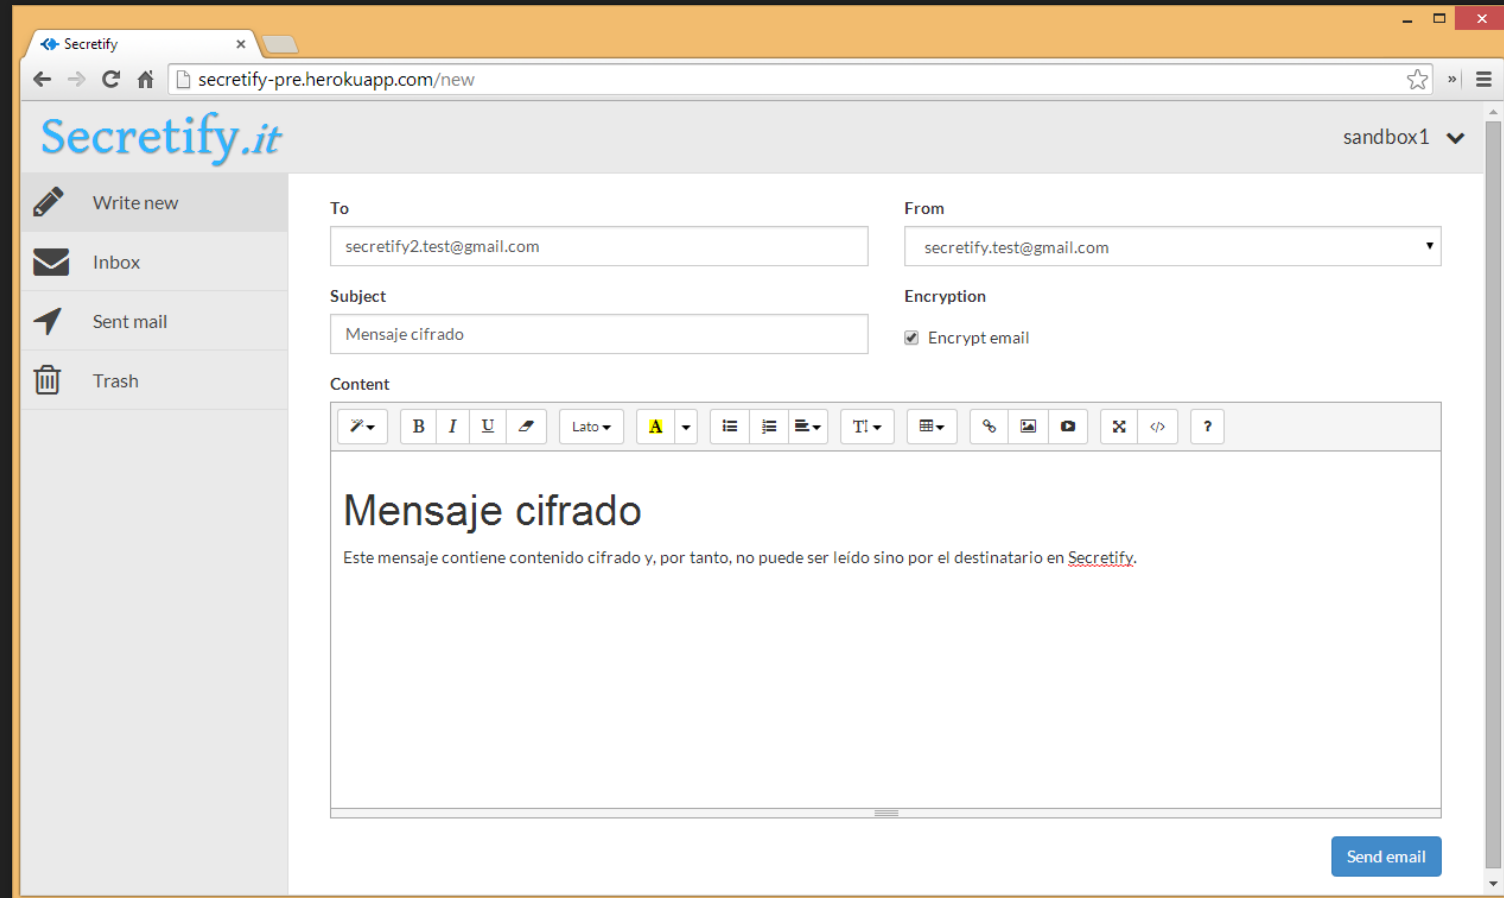 Secretify
secretify-pre.herokuapp.com/new
Secretify.it
sandbox1
Write new
Inbox
Sent mail
Trash
To
From
secretify2.test@gmail.com
secretify.test@gmail.com
Subject
Encryption
Mensaje cifrado
Encrypt email
Content
B I U Lato A T </> ?
Mensaje cifrado
Este mensaje contiene contenido cifrado y, por tanto, no puede ser leído sino por el destinatario en Secretify.
Send email